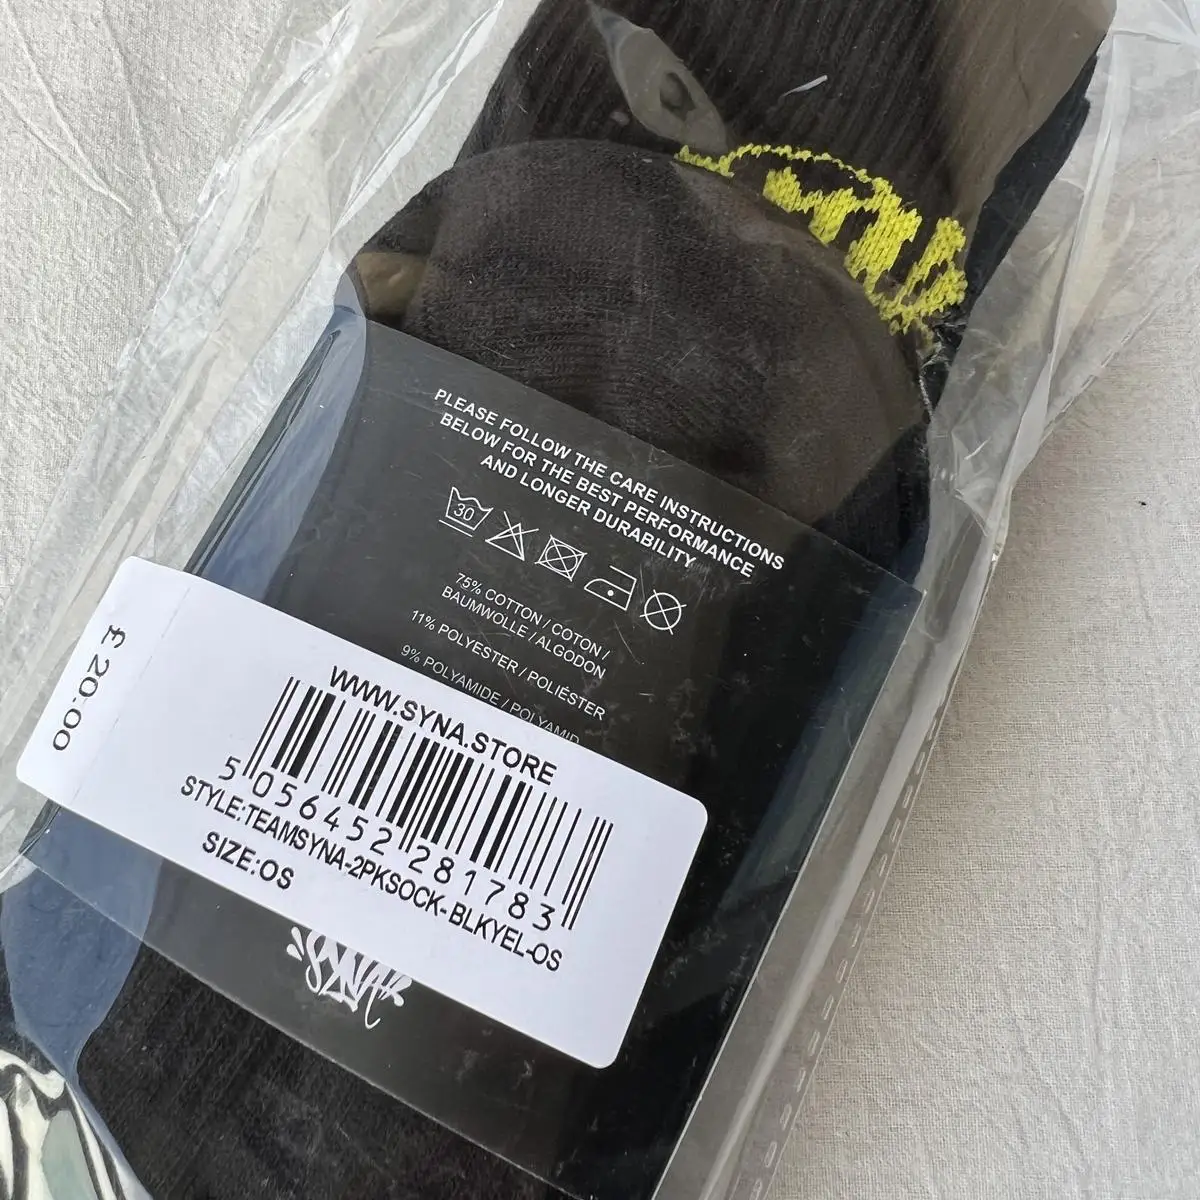 PLEASE FOLLOW THE CARE INSTRUCTIONS
BELOW FOR THE BEST PERFORMANCE
AND LONGER DURABILITY
30
75% COTTON / COTON /
BAUMWOLLE / ALGODON
11% POLYESTER / POLIÉSTER
9% POLYAMIDE / POLYAMID
£ 20.00
WWW.SYNA.STORE
5 056452 281783
STYLE:TEAMSYNA-2PKSOCK-BLKYEL-OS
SIZE:OS